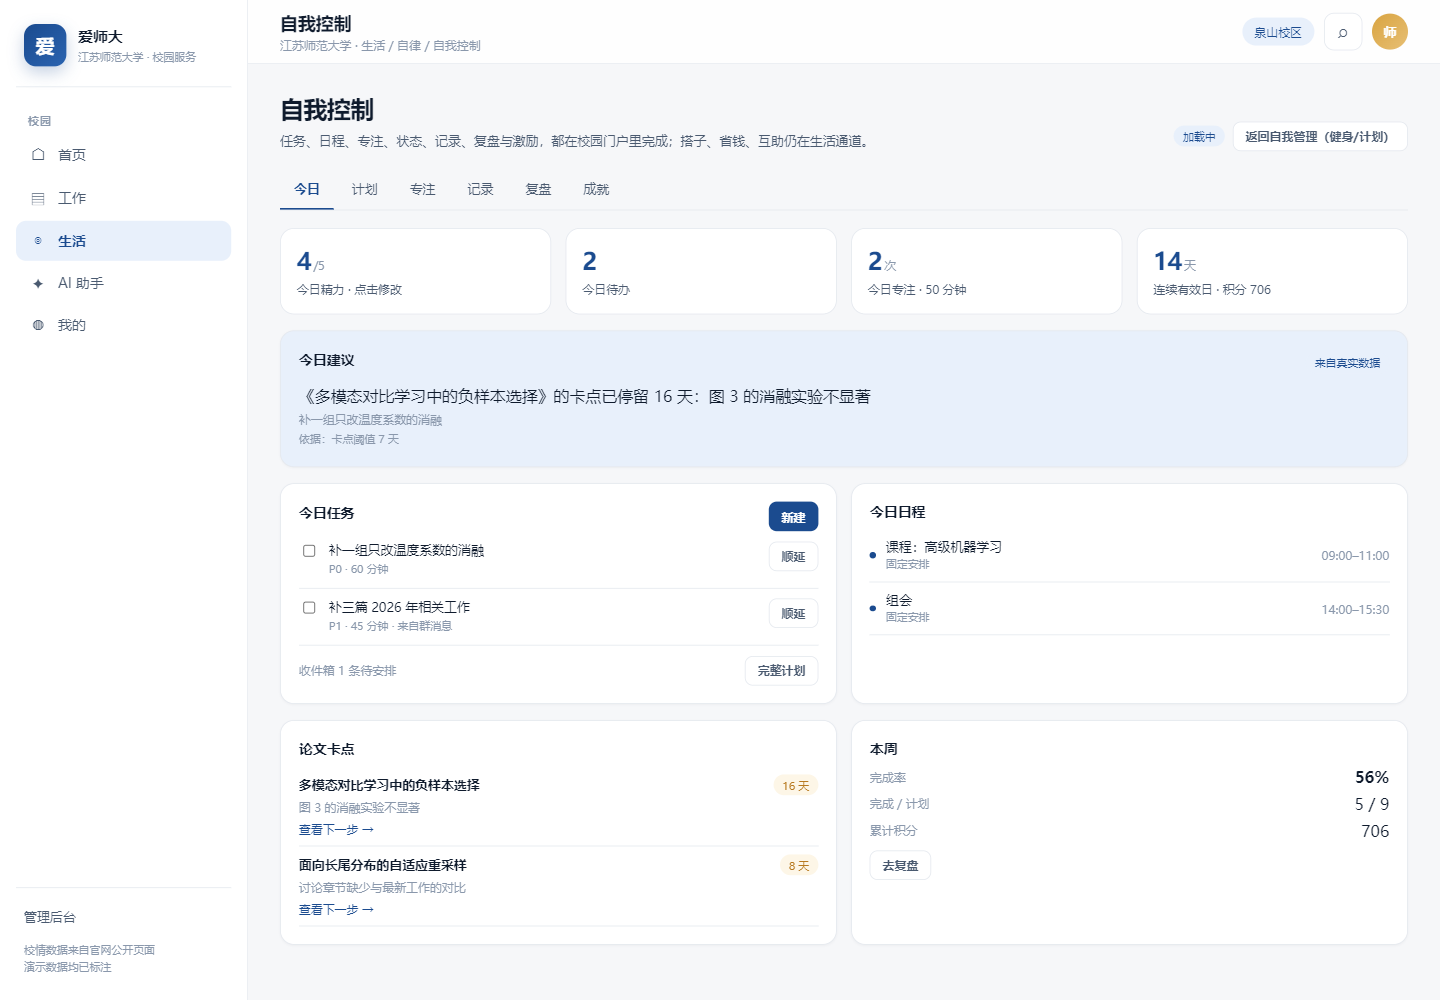 爱
爱师大
江苏师范大学 · 校园服务
校园
首页
工作
生活
AI 助手
我的
管理后台
校情数据来自官网公开页面
演示数据均已标注
自我控制
江苏师范大学 · 生活 / 自律 / 自我控制
泉山校区
师
自我控制
任务、日程、专注、状态、记录、复盘与激励，都在校园门户里完成；搭子、省钱、互助仍在生活通道。
加载中
返回自我管理（健身/计划）
今日
计划
专注
记录
复盘
成就
4/5
今日精力 · 点击修改
2
今日待办
2次
今日专注 · 50 分钟
14天
连续有效日 · 积分 706
今日建议
来自真实数据
《多模态对比学习中的负样本选择》的卡点已停留 16 天：图 3 的消融实验不显著
补一组只改温度系数的消融
依据：卡点阈值 7 天
今日任务
新建
补一组只改温度系数的消融
P0 · 60 分钟
顺延
补三篇 2026 年相关工作
P1 · 45 分钟 · 来自群消息
顺延
收件箱 1 条待安排
完整计划
今日日程
课程：高级机器学习
固定安排
09:00–11:00
组会
固定安排
14:00–15:30
论文卡点
多模态对比学习中的负样本选择
16 天
图 3 的消融实验不显著
查看下一步 →
面向长尾分布的自适应重采样
8 天
讨论章节缺少与最新工作的对比
查看下一步 →
本周
完成率
56%
完成 / 计划
5 / 9
累计积分
706
去复盘